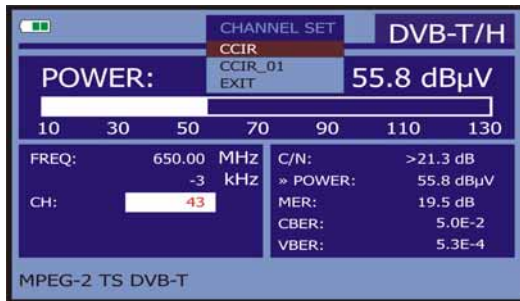 CHANNEL SET
DVB-T/H
CCIR
CCIR_01
EXIT
POWER:
55.8 dBµV
10 30 50 70 90 110 130
FREQ: 650.00 MHz
-3 kHz
CH: 43
C/N: >21.3 dB
» POWER: 55.8 dBµV
MER: 19.5 dB
CBER: 5.0E-2
VBER: 5.3E-4
MPEG-2 TS DVB-T